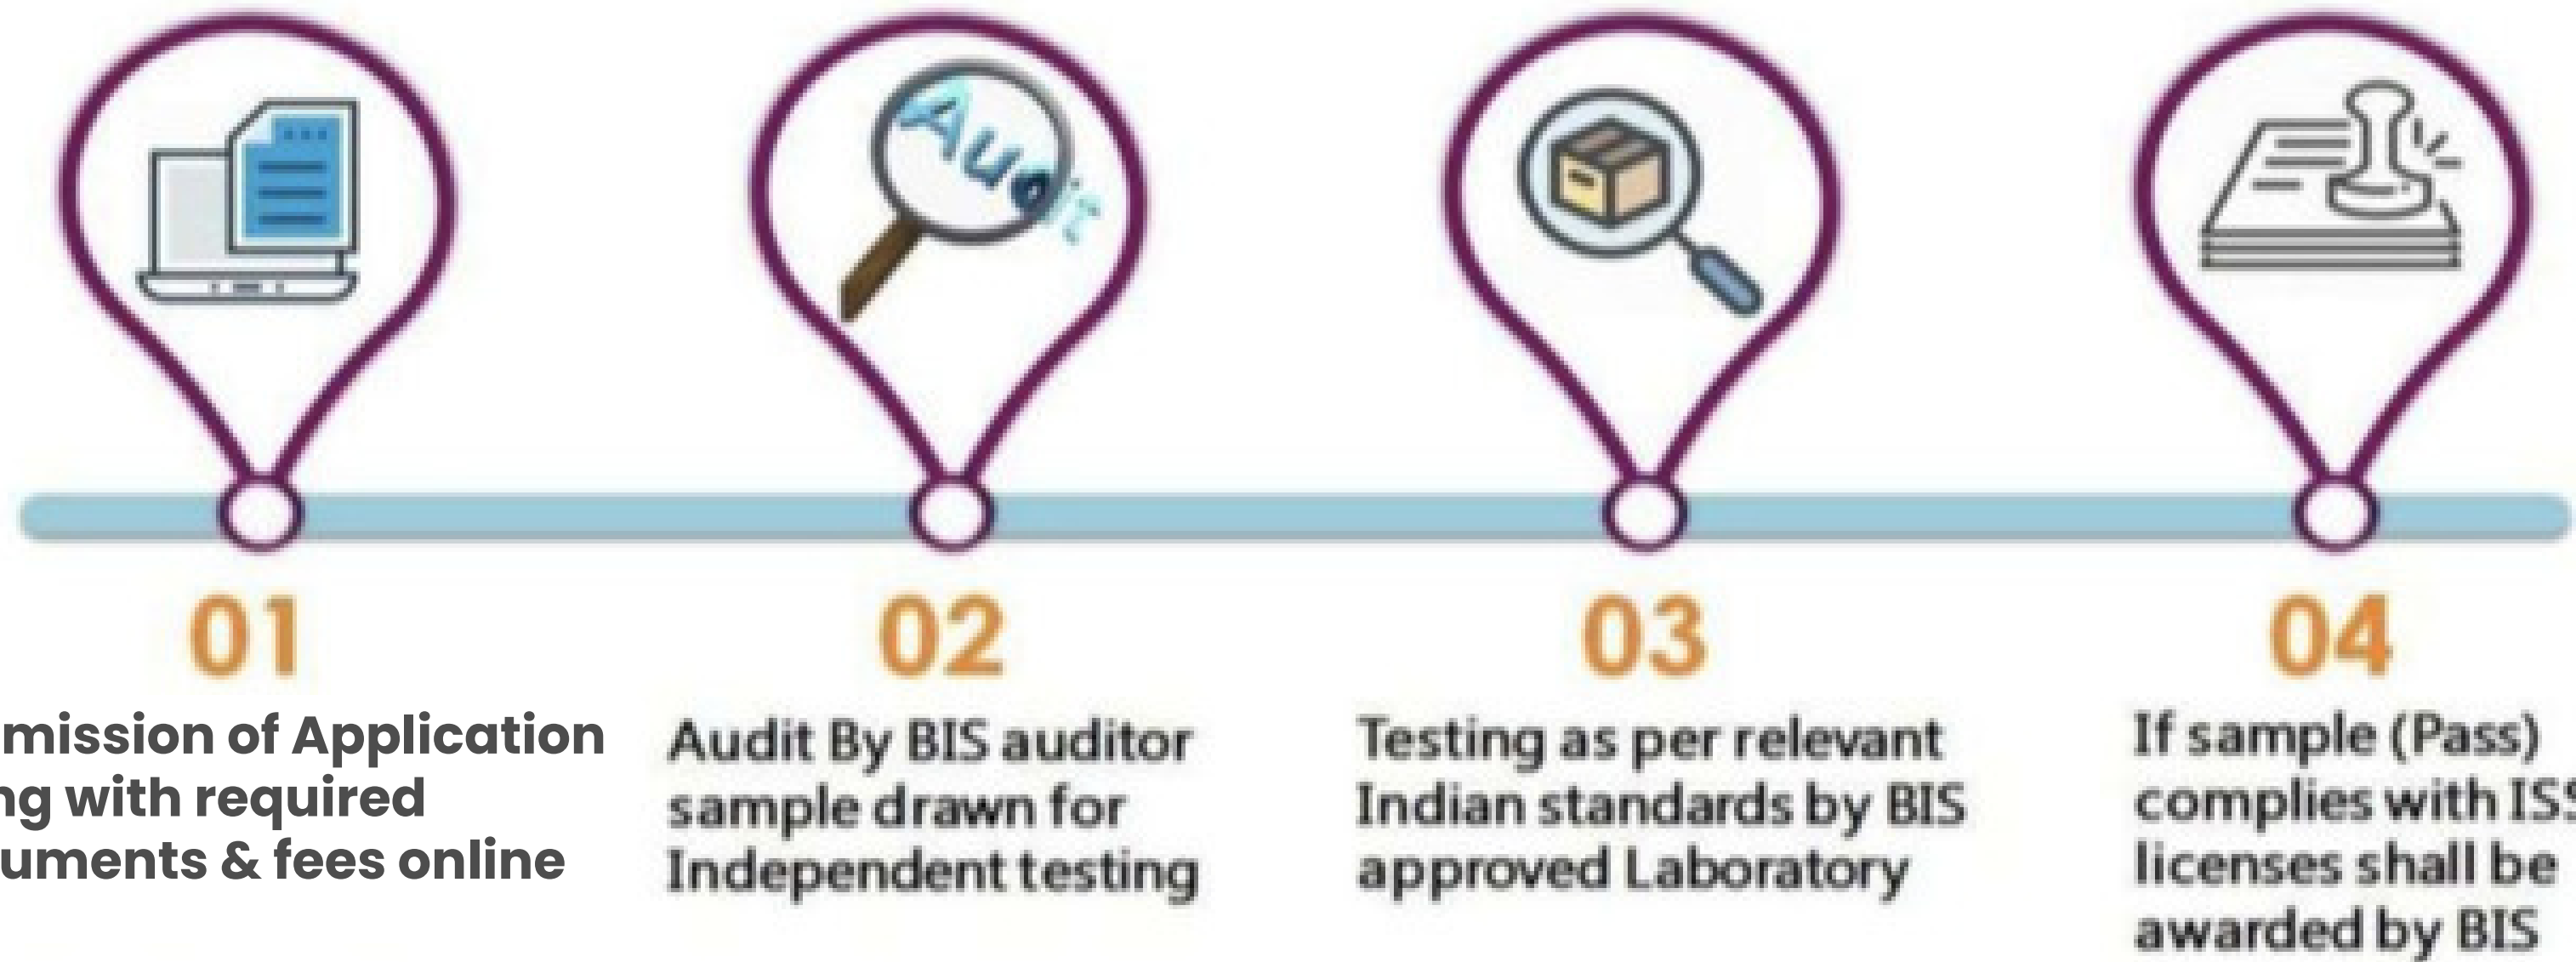 Audit
01
mission of Application
ng with required
uments & fees online
02
Audit By BIS auditor
sample drawn for
Independent testing
03
Testing as per relevant
Indian standards by BIS
approved Laboratory
04
If sample (Pass)
complies with ISS
licenses shall be
awarded by BIS